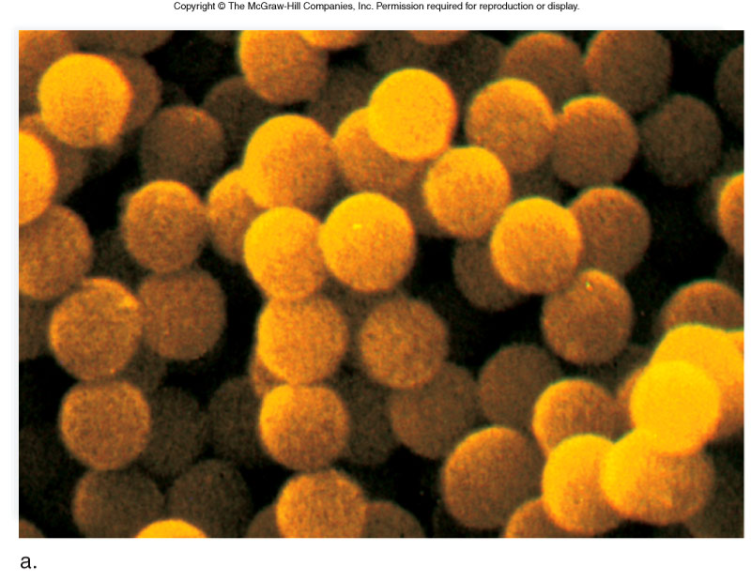 Copyright © The McGraw-Hill Companies, Inc. Permission required for reproduction or display.
a.